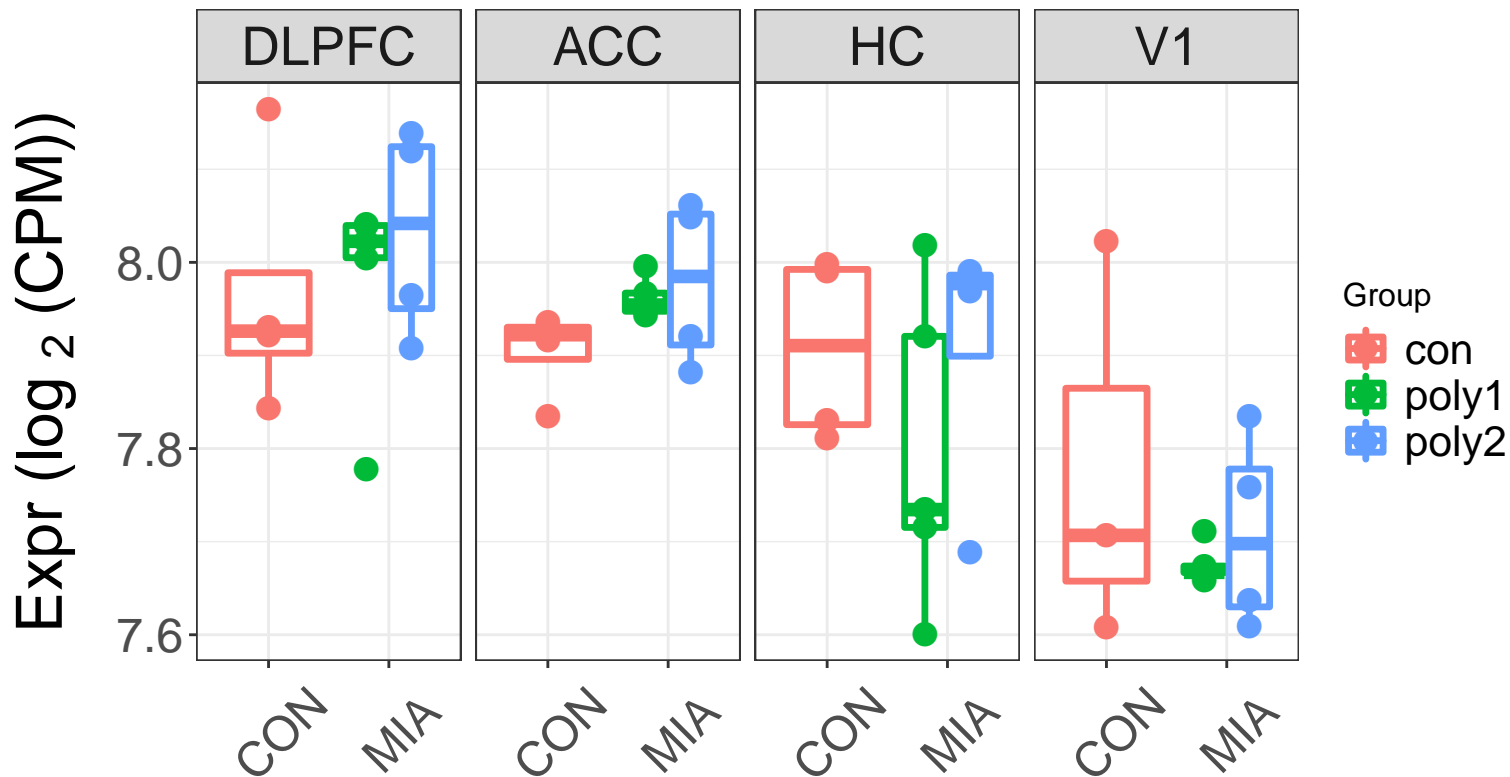 DLPFC ACC HC V1
Expr (log 2 (CPM))
8.0
7.8
7.6
CON MIA CON MIA CON MIA CON MIA
Group
con
poly1
poly2